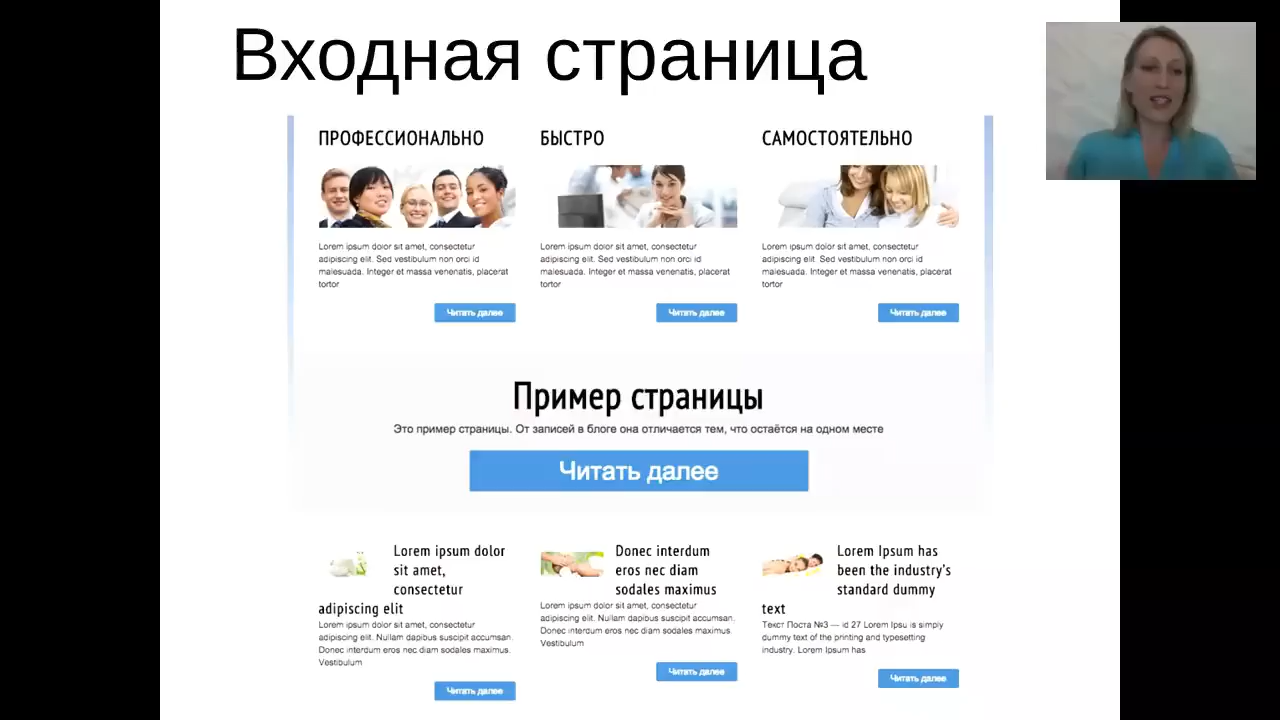 Входная страница
ПРОФЕССИОНАЛЬНО
Lorem ipsum dolor sit amet, consectetur
adipiscing elit. Sed vestibulum non orci id
malesuada. Integer et massa venenatis, placerat
tortor
Читать далее
БЫСТРО
Lorem ipsum dolor sit amet, consectetur
adipiscing elit. Sed vestibulum non orci id
malesuada. Integer et massa venenatis, placerat
tortor
Читать далее
САМОСТОЯТЕЛЬНО
Lorem ipsum dolor sit amet, consectetur
adipiscing elit. Sed vestibulum non orci id
malesuada. Integer et massa venenatis, placerat
tortor
Читать далее
Пример страницы
Это пример страницы. От записей в блоге она отличается тем, что остаётся на одном месте
Читать далее
Lorem ipsum dolor
sit amet,
consectetur
adipiscing elit
Lorem ipsum dolor sit amet, consectetur
adipiscing elit. Nullam dapibus suscipit accumsan.
Donec interdum eros nec diam sodales maximus.
Vestibulum
Читать далее
Donec interdum
eros nec diam
sodales maximus
Lorem ipsum dolor sit amet, consectetur
adipiscing elit. Nullam dapibus suscipit accumsan.
Donec interdum eros nec diam sodales maximus.
Vestibulum
Читать далее
Lorem Ipsum has
been the industry's
standard dummy
text
Текст Поста №3 — id 27 Lorem Ipsu is simply
dummy text of the printing and typesetting
industry. Lorem Ipsum has
Читать далее